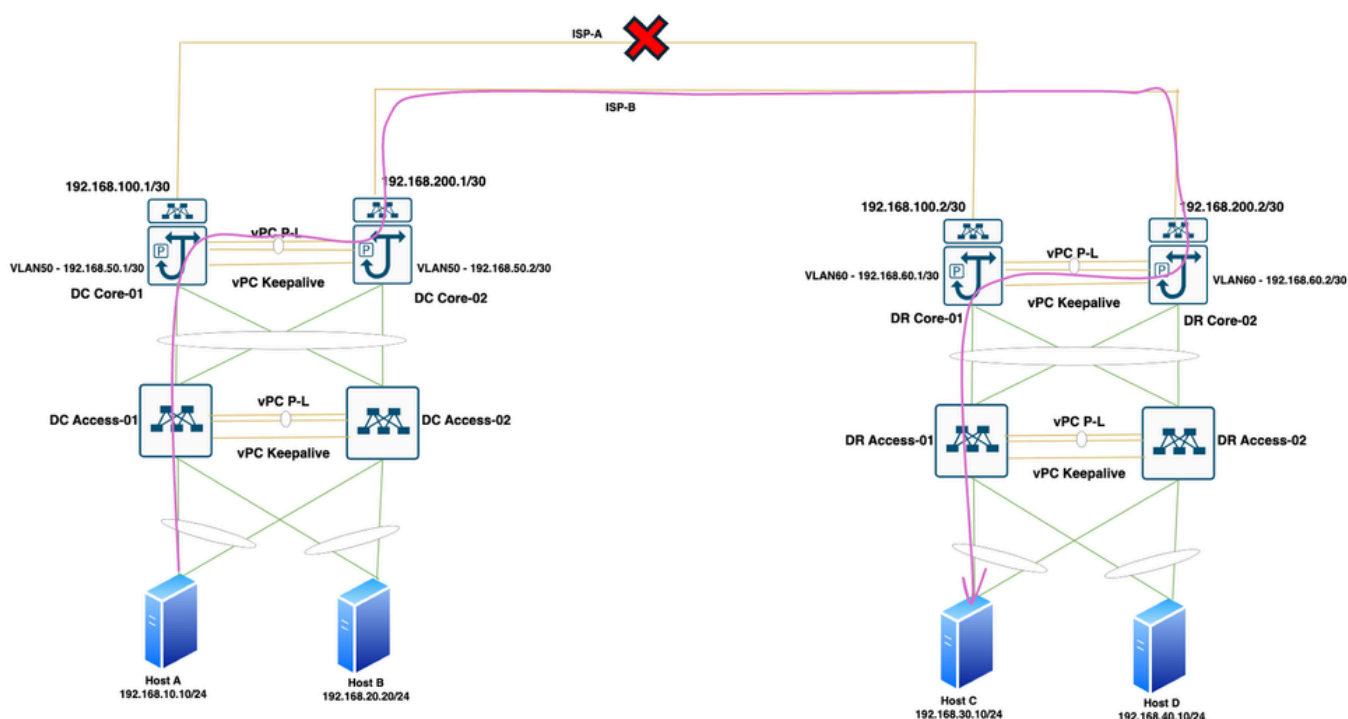 ISP-A
ISP-B
192.168.100.1/30
192.168.200.1/30
192.168.100.2/30
192.168.200.2/30
vPC P-L
P
P
VLAN50 - 192.168.50.1/30
VLAN50 - 192.168.50.2/30
vPC Keepalive
DC Core-01
DC Core-02
vPC P-L
P
P
VLAN60 - 192.168.60.1/30
VLAN60 - 192.168.60.2/30
vPC Keepalive
DR Core-01
DR Core-02
vPC P-L
DC Access-01
DC Access-02
vPC Keepalive
vPC P-L
DR Access-01
DR Access-02
vPC Keepalive
Host A
192.168.10.10/24
Host B
192.168.20.20/24
Host C
192.168.30.10/24
Host D
192.168.40.10/24